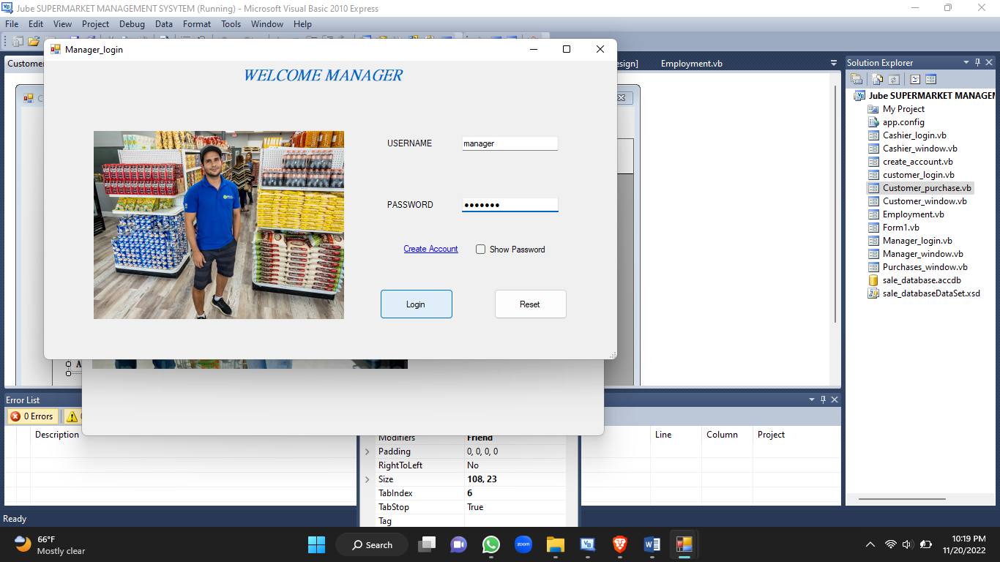 Jube SUPERMARKET MANAGEMENT SYSYTEM (Running) - Microsoft Visual Basic 2010 Express
File Edit View Project Debug Data Format Tools Window Help
Manager_login
Customer
esign]
Employment.vb
WELCOME MANAGER
USERNAME
manager
PASSWORD
●●●●●●●
Create Account
Show Password
Login
Reset
Solution Explorer
Jube SUPERMARKET MANAGE
My Project
app.config
Cashier_login.vb
Cashier_window.vb
create_account.vb
customer_login.vb
Customer_purchase.vb
Customer_window.vb
Employment.vb
Form1.vb
Manager_login.vb
Manager_window.vb
Purchases_window.vb
sale_database.accdb
sale_databaseDataSet.xsd
A
Error List
0 Errors
Description
Line
Column
Project
Modifiers Friend
Padding 0, 0, 0, 0
RightToLeft No
Size 108, 23
TabIndex 6
TabStop True
Tag
Ready
66°F
Mostly clear
Search
zoom
10:19 PM
11/20/2022